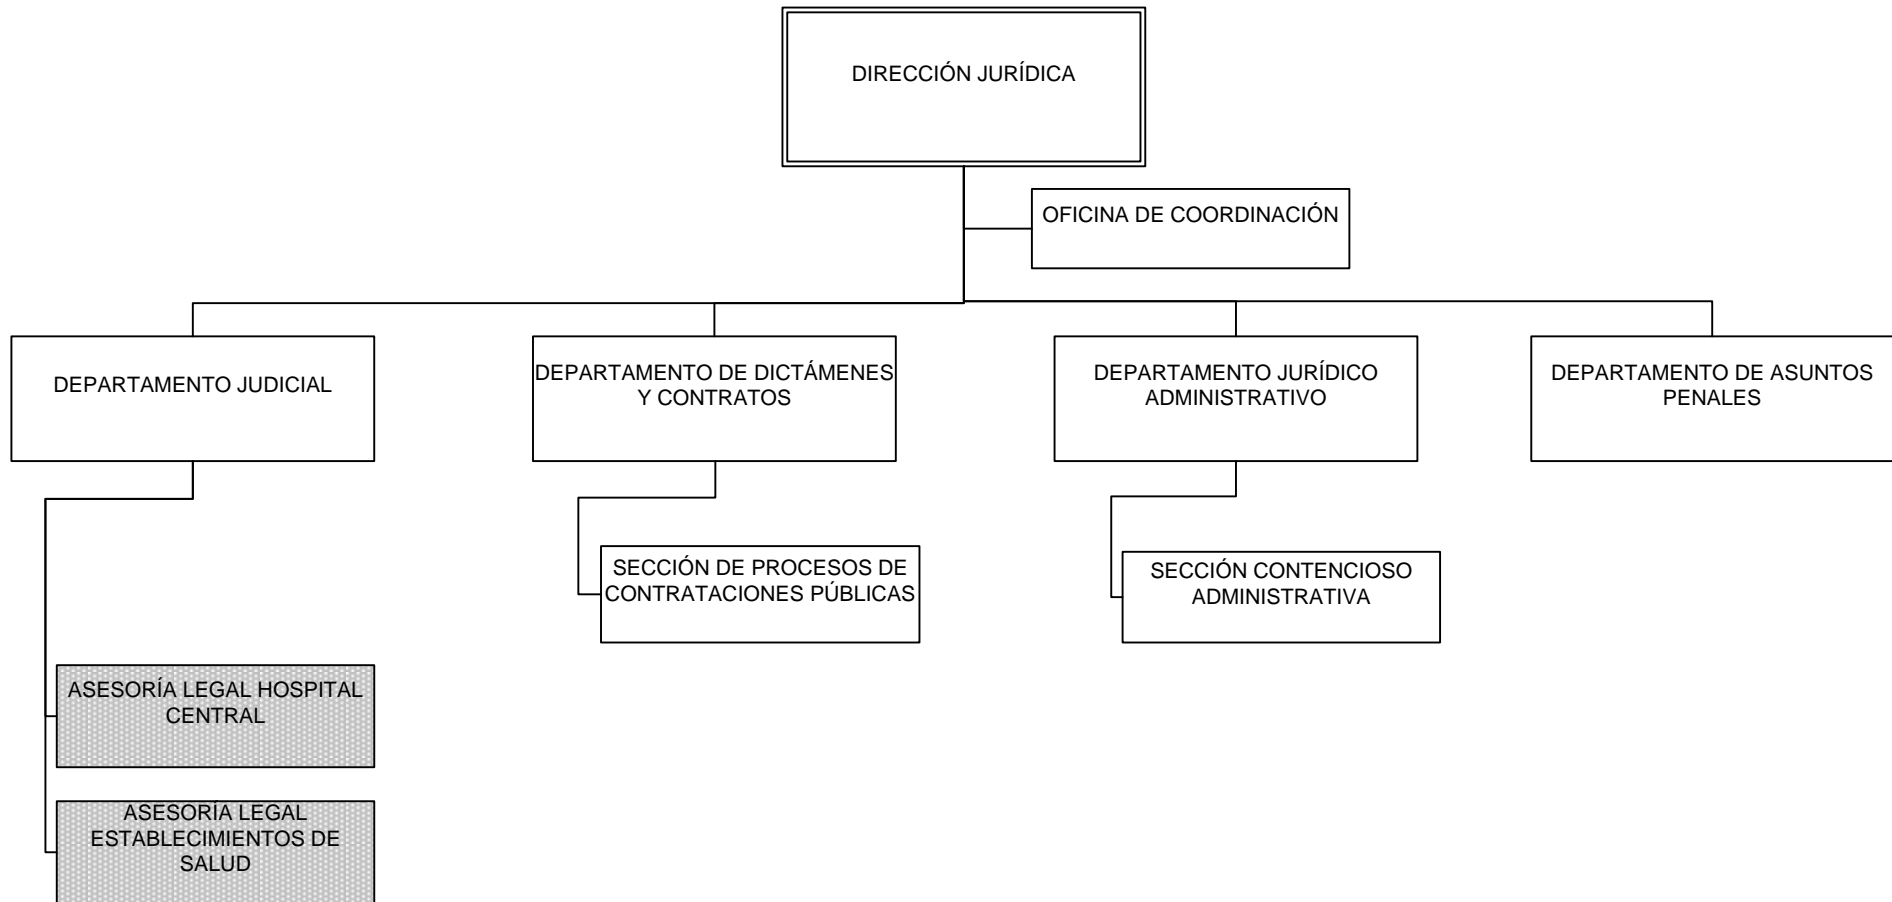 DIRECCIÓN JURÍDICA
OFICINA DE COORDINACIÓN
DEPARTAMENTO JUDICIAL
DEPARTAMENTO DE DICTÁMENES
Y CONTRATOS
DEPARTAMENTO JURÍDICO
ADMINISTRATIVO
DEPARTAMENTO DE ASUNTOS
PENALES
SECCIÓN DE PROCESOS DE
CONTRATACIONES PÚBLICAS
SECCIÓN CONTENCIOSO
ADMINISTRATIVA
ASESORÍA LEGAL HOSPITAL
CENTRAL
ASESORÍA LEGAL
ESTABLECIMIENTOS DE
SALUD